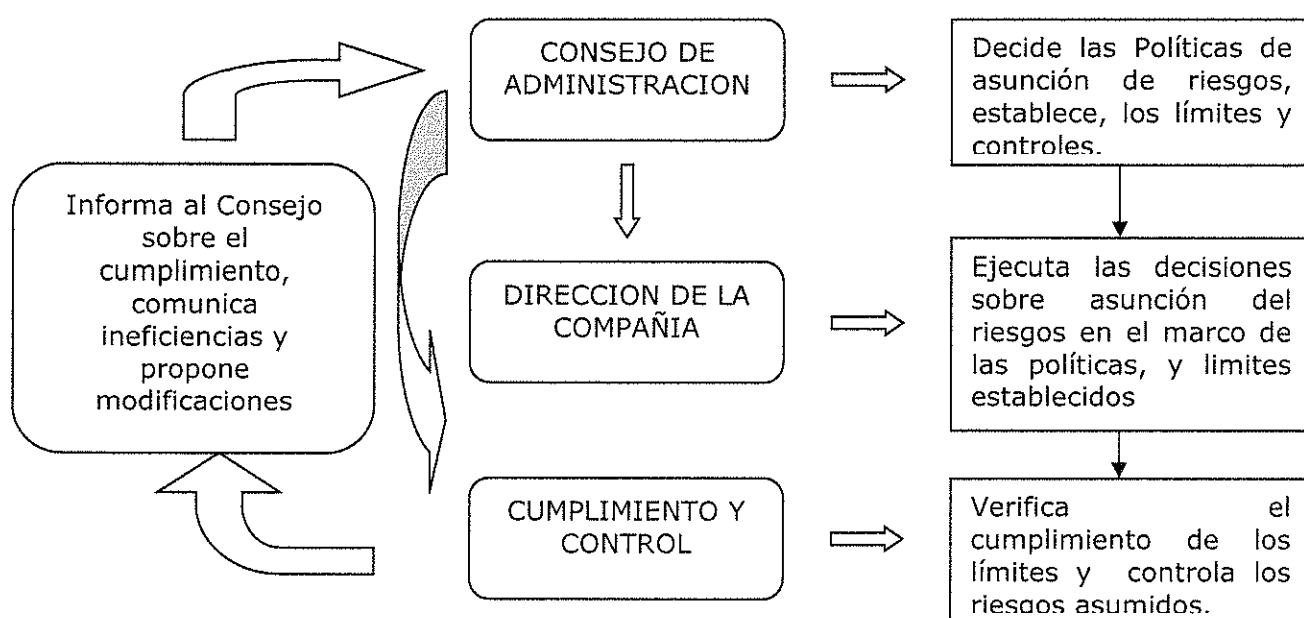 CONSEJO DE
ADMINISTRACION
Decide las Políticas de
asunción de riesgos,
establece, los límites y
controles.
Informa al Consejo
sobre el
cumplimiento,
comunica
ineficiencias y
propone
modificaciones
DIRECCION DE LA
COMPAÑIA
Ejecuta las decisiones
sobre asunción del
riesgos en el marco de
las políticas, y limites
establecidos
CUMPLIMIENTO Y
CONTROL
Verifica el
cumplimiento de los
límites y controla los
riesgos asumidos.